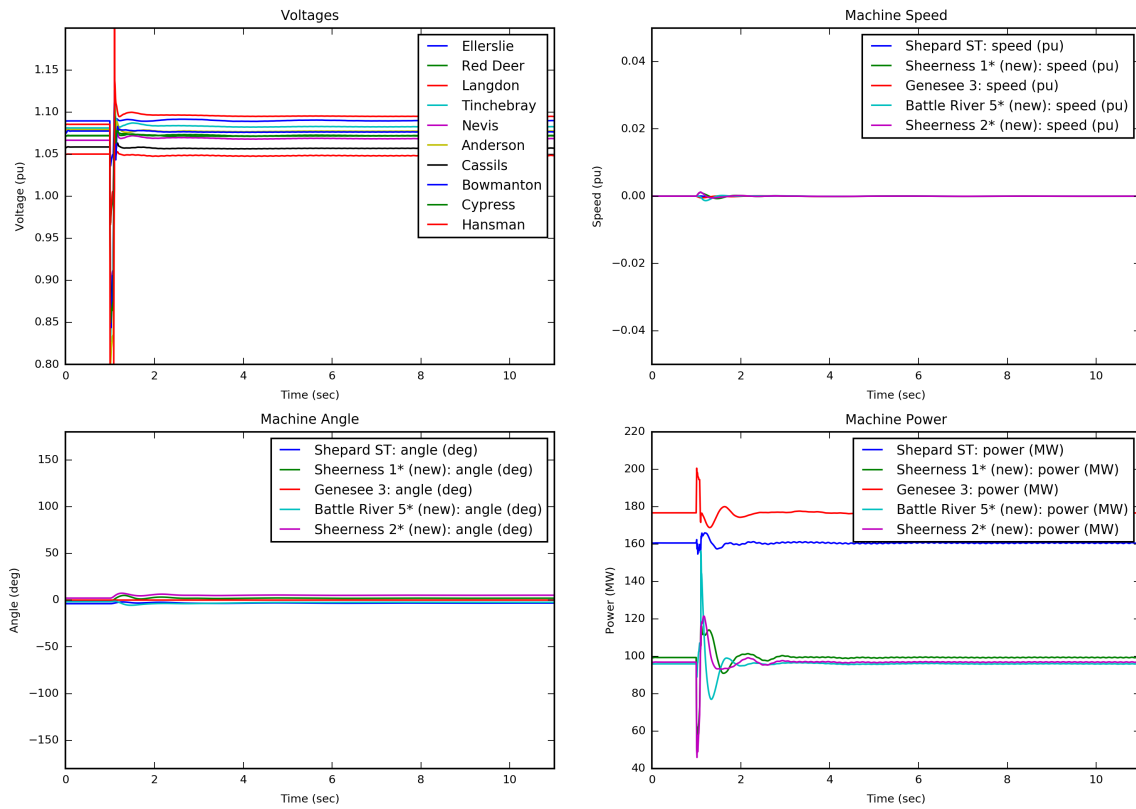 Voltages
1.15
1.10
1.05
1.00
0.95
0.90
0.85
0.80
Voltage (pu)
0 2 4 6 8 10
Time (sec)
Ellerslie
Red Deer
Langdon
Tinchebray
Nevis
Anderson
Cassils
Bowmanton
Cypress
Hansman
Machine Speed
0.04
0.02
0.00
−0.02
−0.04
Speed (pu)
0 2 4 6 8 10
Time (sec)
Shepard ST: speed (pu)
Sheerness 1* (new): speed (pu)
Genesee 3: speed (pu)
Battle River 5* (new): speed (pu)
Sheerness 2* (new): speed (pu)
Machine Angle
150
100
50
0
−50
−100
−150
Angle (deg)
0 2 4 6 8 10
Time (sec)
Shepard ST: angle (deg)
Sheerness 1* (new): angle (deg)
Genesee 3: angle (deg)
Battle River 5* (new): angle (deg)
Sheerness 2* (new): angle (deg)
Machine Power
220
200
180
160
140
120
100
80
60
40
Power (MW)
0 2 4 6 8 10
Time (sec)
Shepard ST: power (MW)
Sheerness 1* (new): power (MW)
Genesee 3: power (MW)
Battle River 5* (new): power (MW)
Sheerness 2* (new): power (MW)